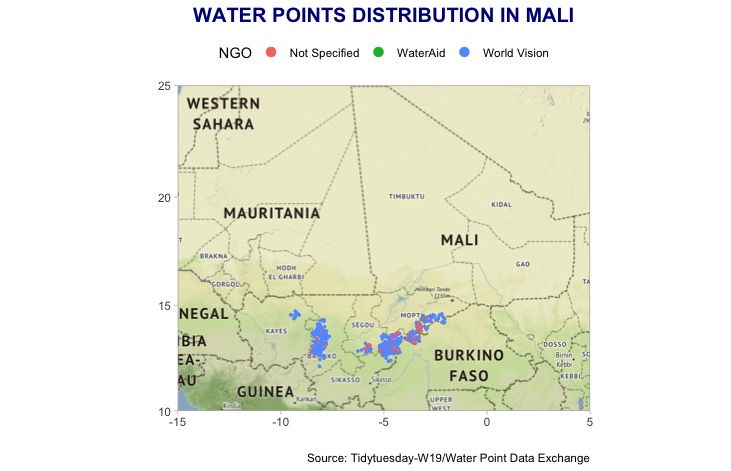 WATER POINTS DISTRIBUTION IN MALI
NGO Not Specified WaterAid World Vision
25
WESTERN
SAHARA
20
TIMBUKTU
KIDAL
MAURITANIA
MALI
BRAKNA
HODH
EL GHARBI
GAO
GORGOL
15
Hombori Tondo
1155m
NEGAL
MOPTI
KAYES
SÉGOU
BIA
EA-
AU
BURKINO
FASO
DOSSO
Birnin
Kebbi
KEBBI
SIKASSO
Sikasso
GUINEA
Kankan
Kindia
UPPER
WEST
10
-15 -10 -5 0 5
Source: Tidytuesday-W19/Water Point Data Exchange